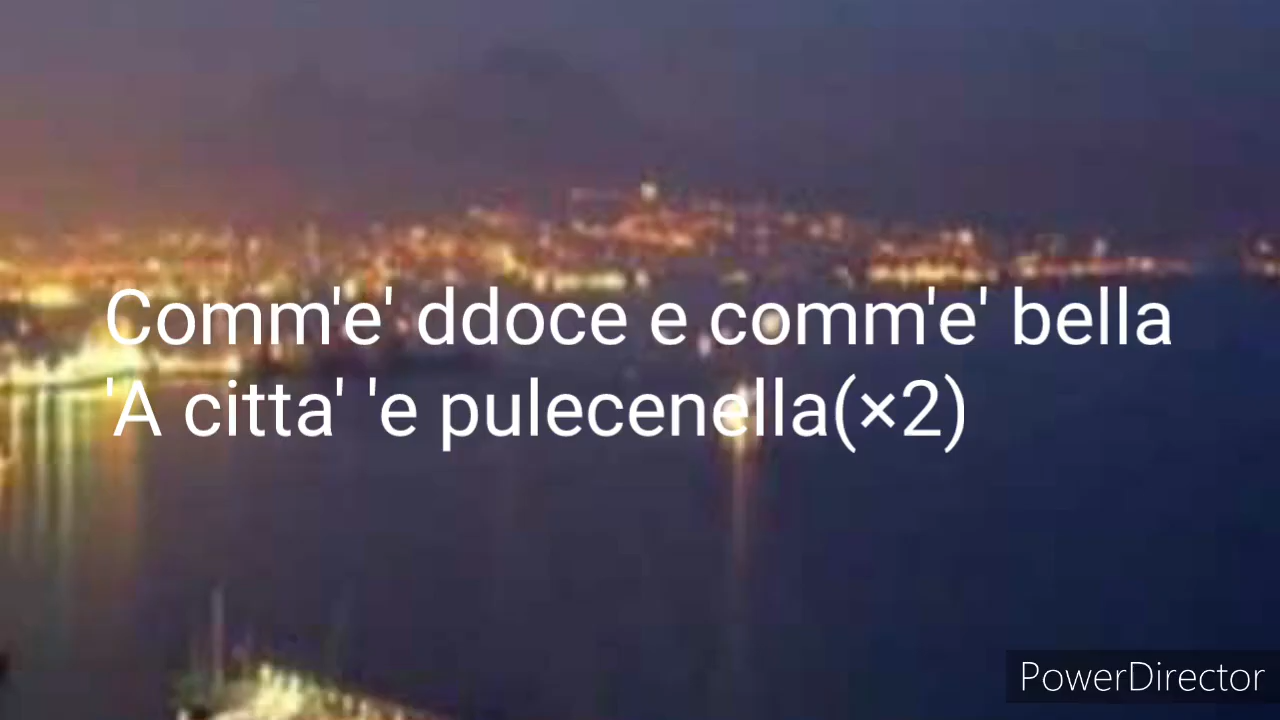 Comm'e' ddoce e comm'e' bella
'A citta' 'e pulecenella(×2)
PowerDirector